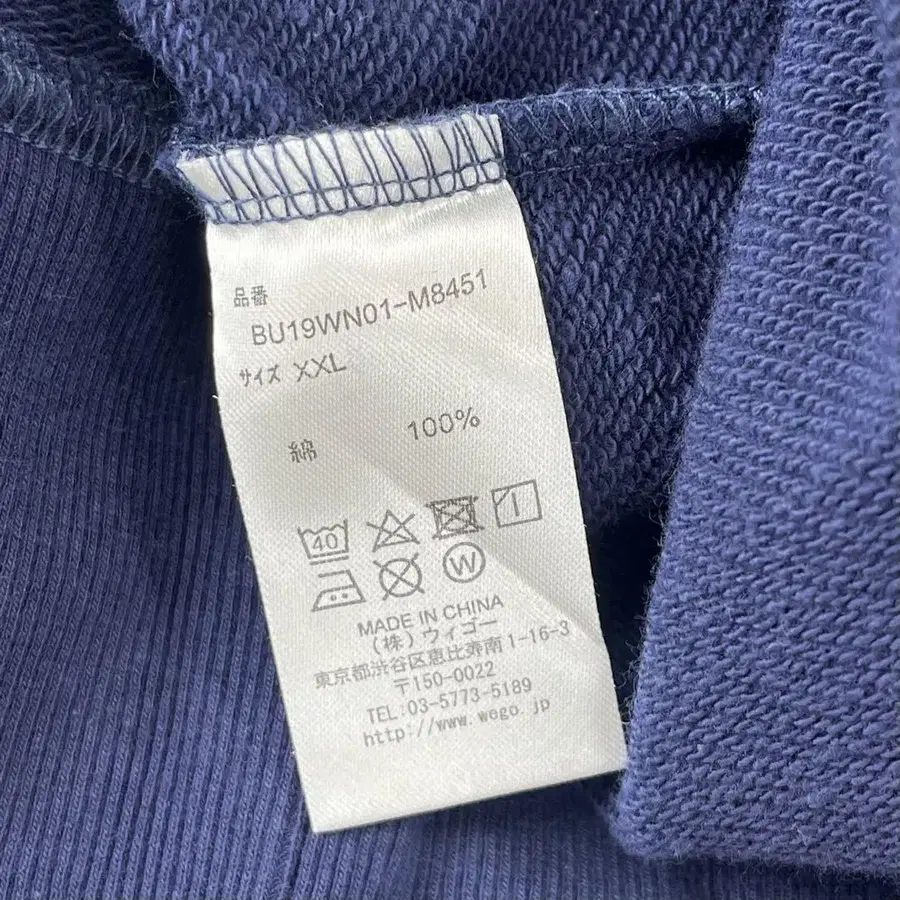 品番
BU19WN01-M8451
サイズ XXL
綿 100%
40
W
MADE IN CHINA
(株)ウィゴー
東京都渋谷区恵比寿南1-16-3
〒150-0022
TEL:03-5773-5189
http://www.wego.jp